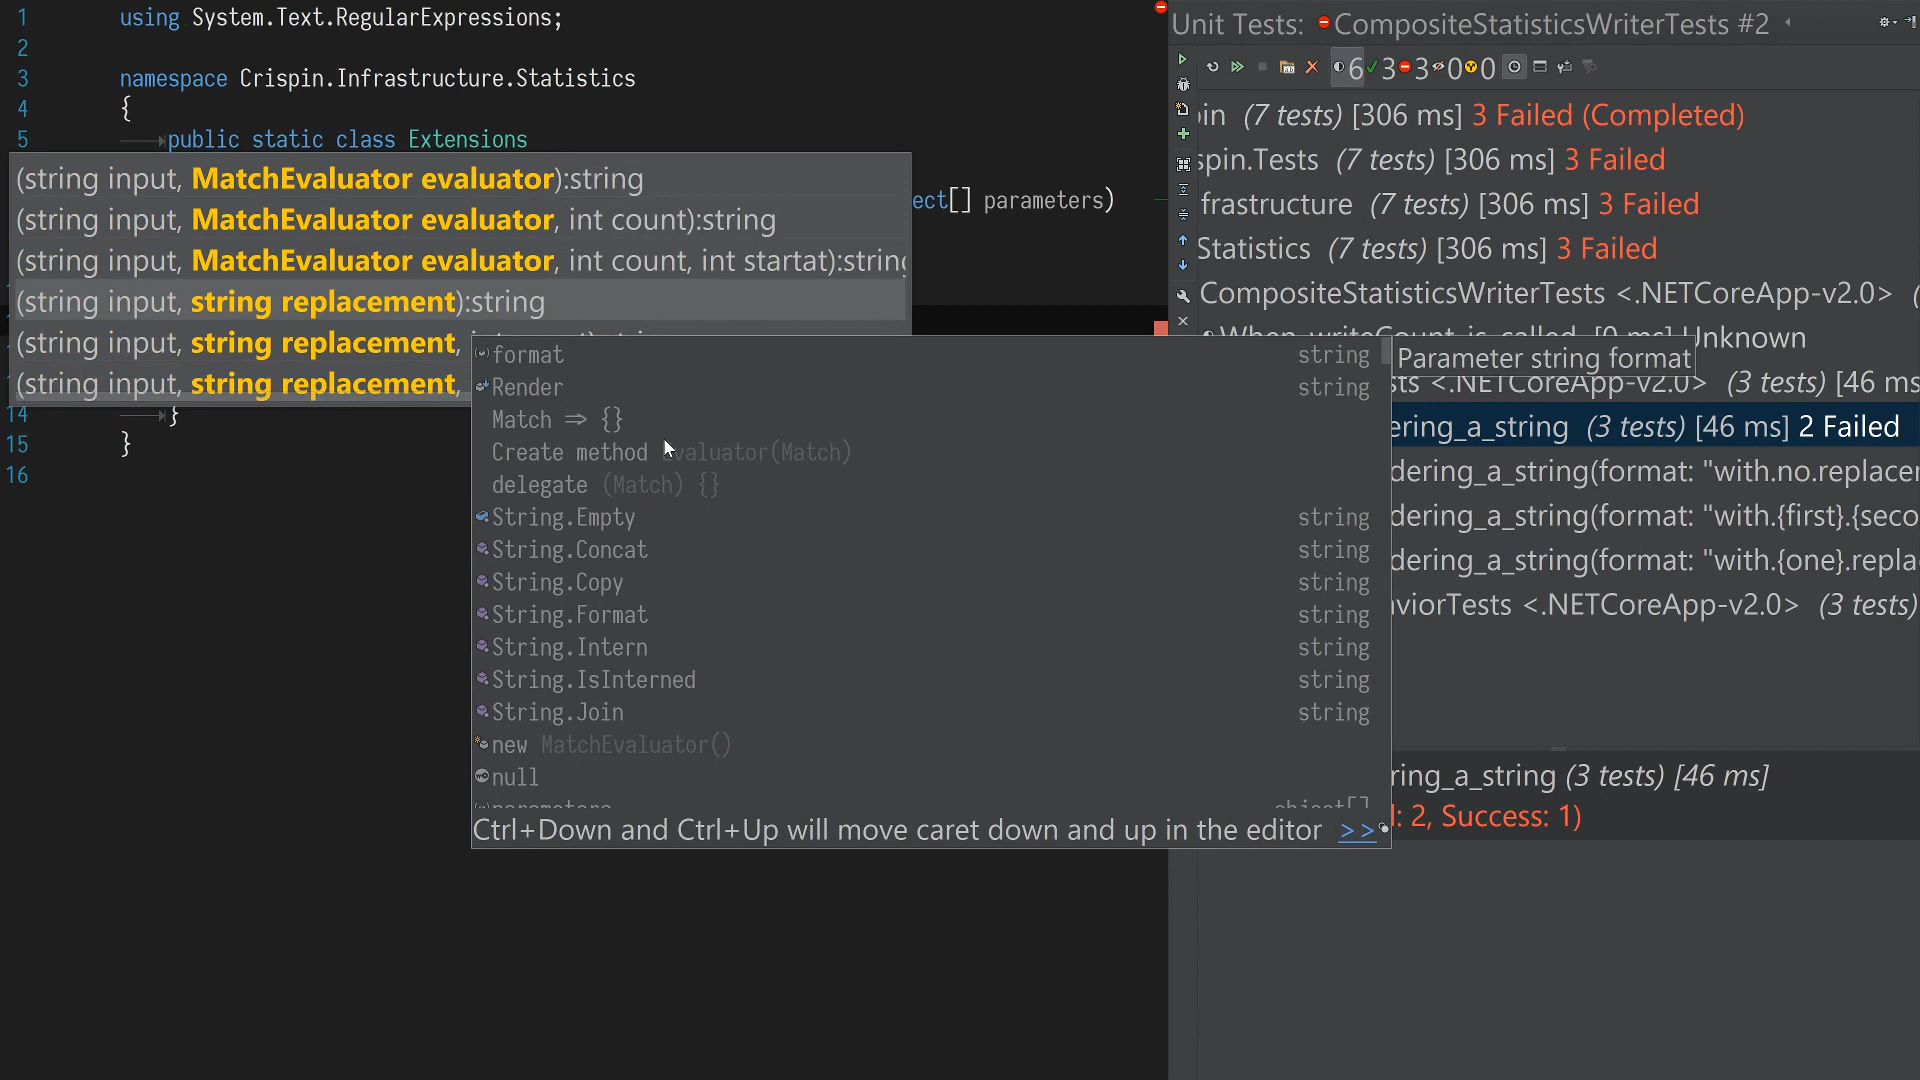 1 using System.Text.RegularExpressions;
2
3 namespace Crispin.Infrastructure.Statistics
4 {
5 public static class Extensions
(string input, MatchEvaluator evaluator):string
(string input, MatchEvaluator evaluator, int count):string
(string input, MatchEvaluator evaluator, int count, int startat):string
(string input, string replacement):string
(string input, string replacement,
(string input, string replacement,
ect[] parameters)
14 }
15 }
16
format string
Render string
Match => {}
Create method evaluator(Match)
delegate (Match) {}
String.Empty string
String.Concat string
String.Copy string
String.Format string
String.Intern string
String.IsInterned string
String.Join string
new MatchEvaluator()
null
parameters object[]
Ctrl+Down and Ctrl+Up will move caret down and up in the editor >>
Parameter string format
Unit Tests: CompositeStatisticsWriterTests #2
6 3 3 0 0
in (7 tests) [306 ms] 3 Failed (Completed)
spin.Tests (7 tests) [306 ms] 3 Failed
frastructure (7 tests) [306 ms] 3 Failed
Statistics (7 tests) [306 ms] 3 Failed
CompositeStatisticsWriterTests <.NETCoreApp-v2.0> (
When_writeCount_is_called [0 ms] Unknown
sts <.NETCoreApp-v2.0> (3 tests) [46 ms
ering_a_string (3 tests) [46 ms] 2 Failed
dering_a_string(format: "with.no.replacer
dering_a_string(format: "with.{first}.{seco
dering_a_string(format: "with.{one}.repla
aviorTests <.NETCoreApp-v2.0> (3 tests)
ring_a_string (3 tests) [46 ms]
: 2, Success: 1)